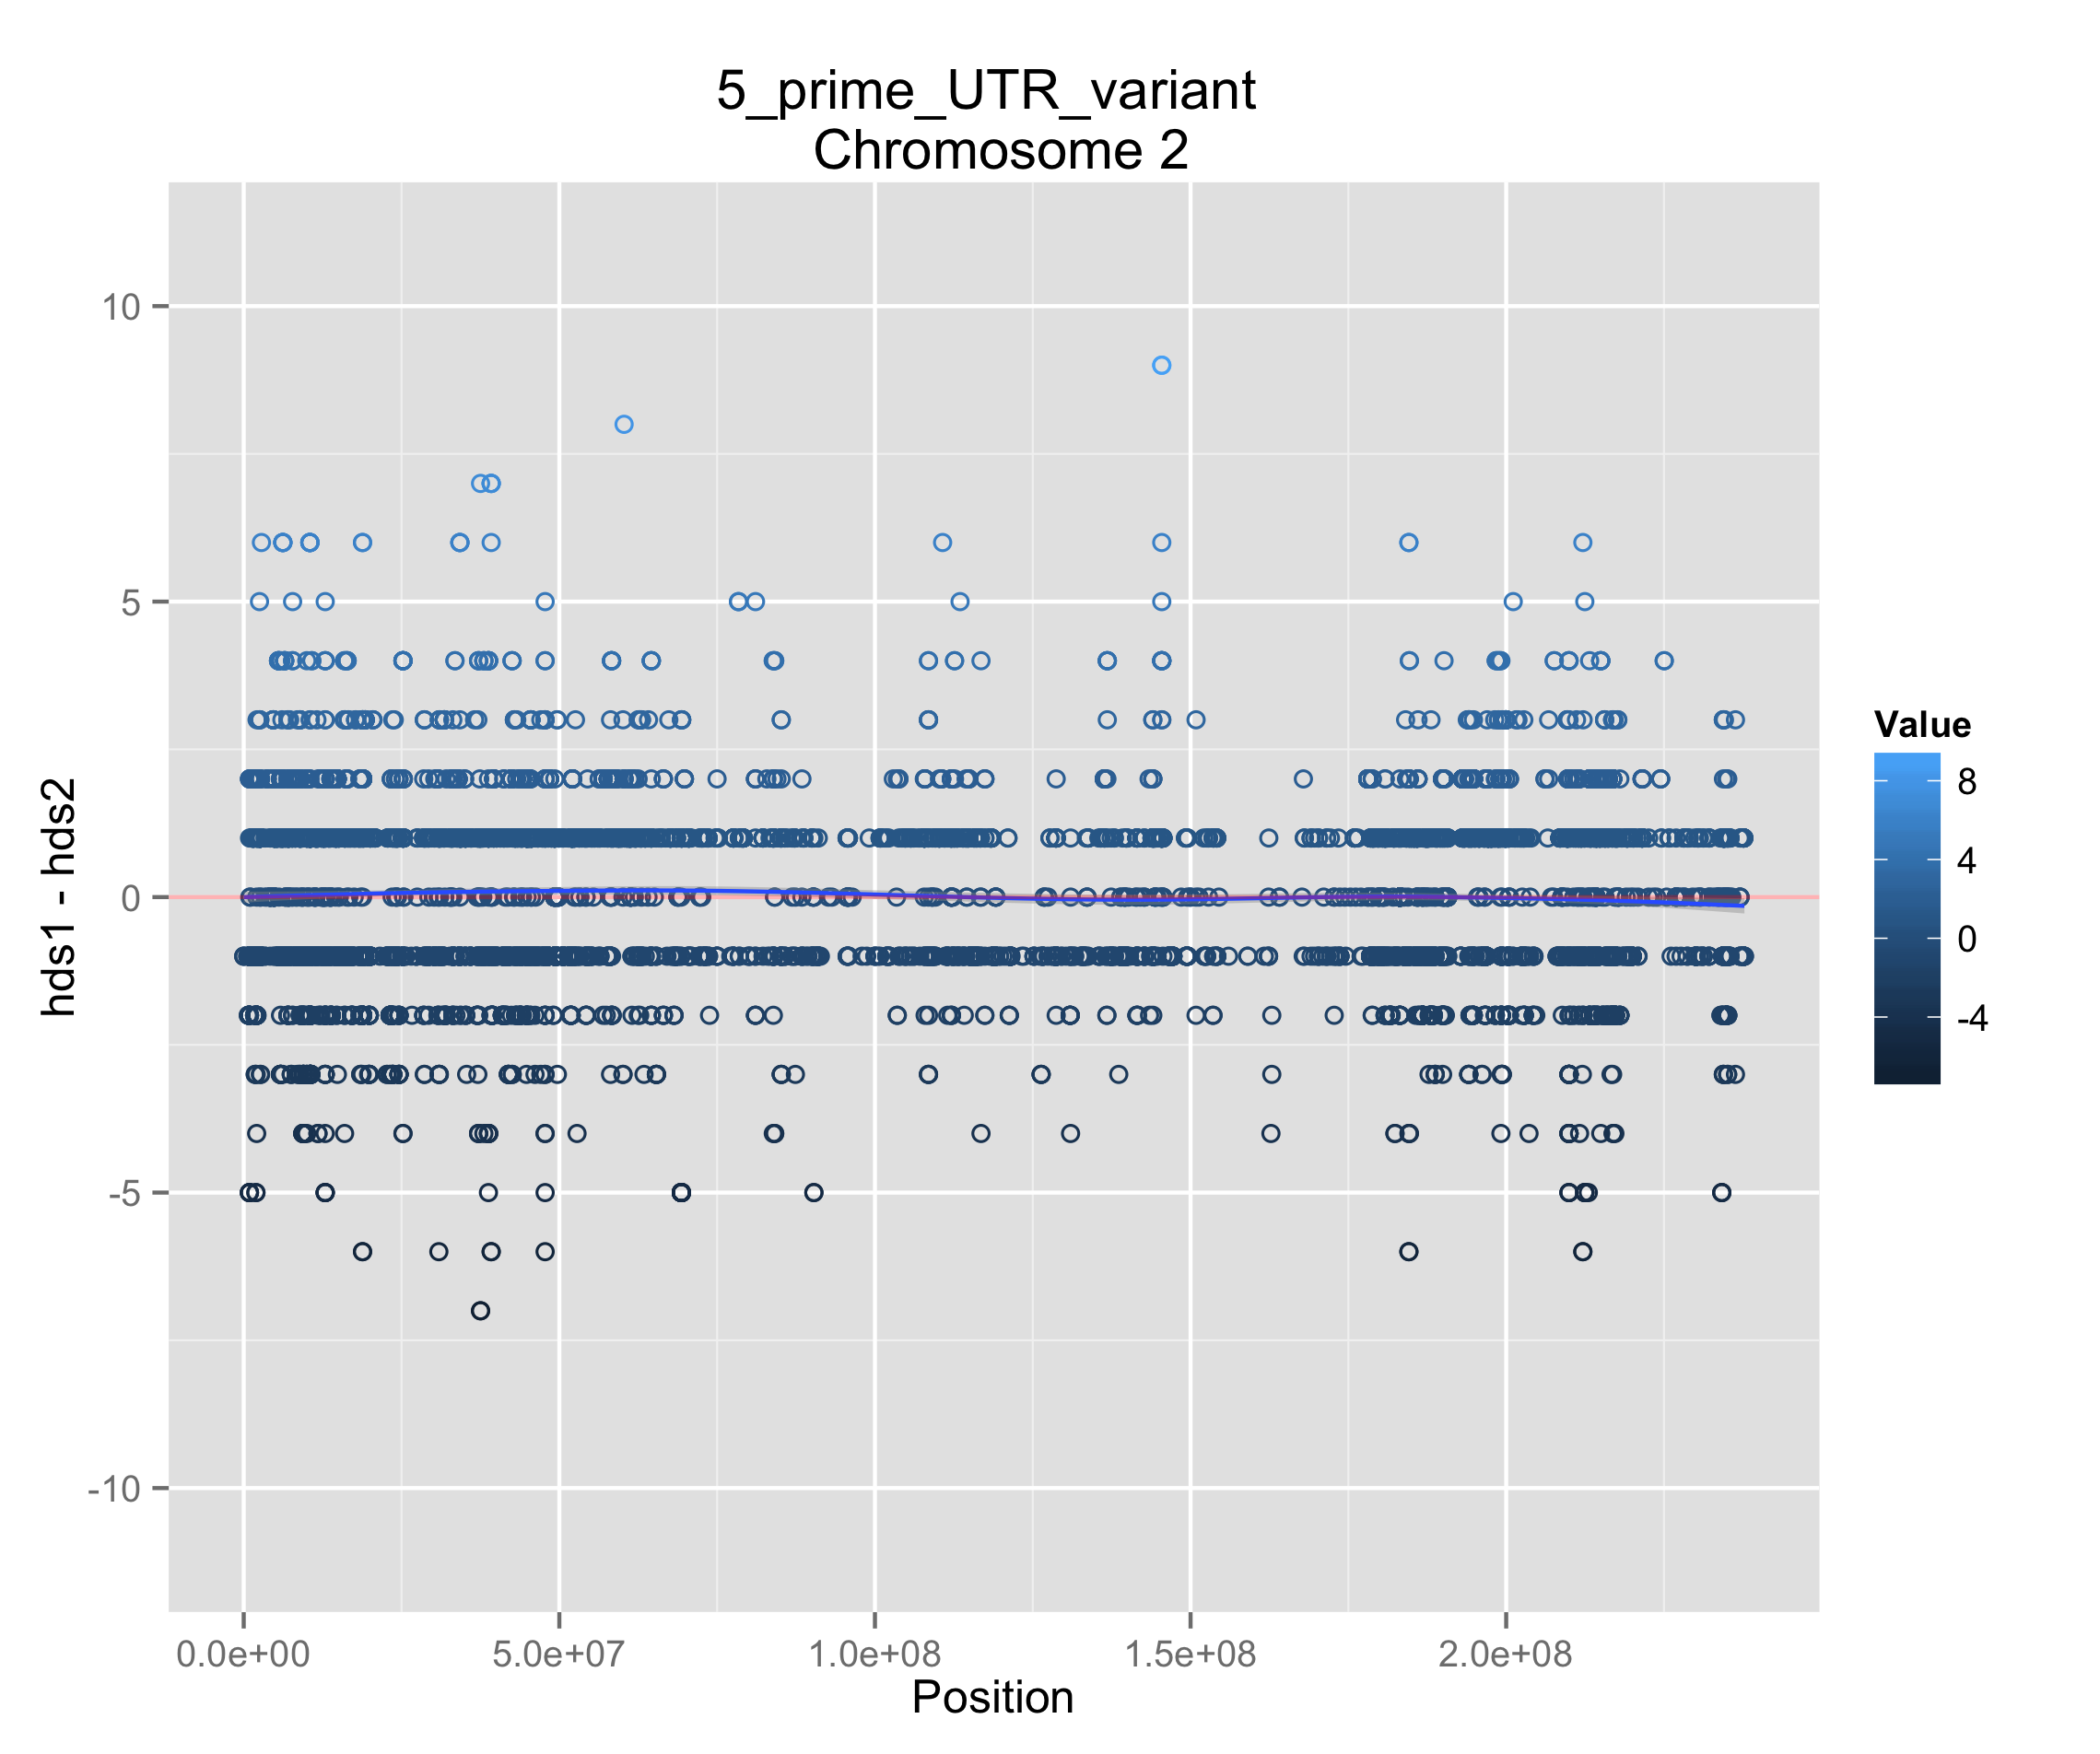 5_prime_UTR_variant
Chromosome 2
hds1 - hds2
10
5
0
-5
-10
0.0e+00
5.0e+07
1.0e+08
1.5e+08
2.0e+08
Position
Value
8
4
0
-4